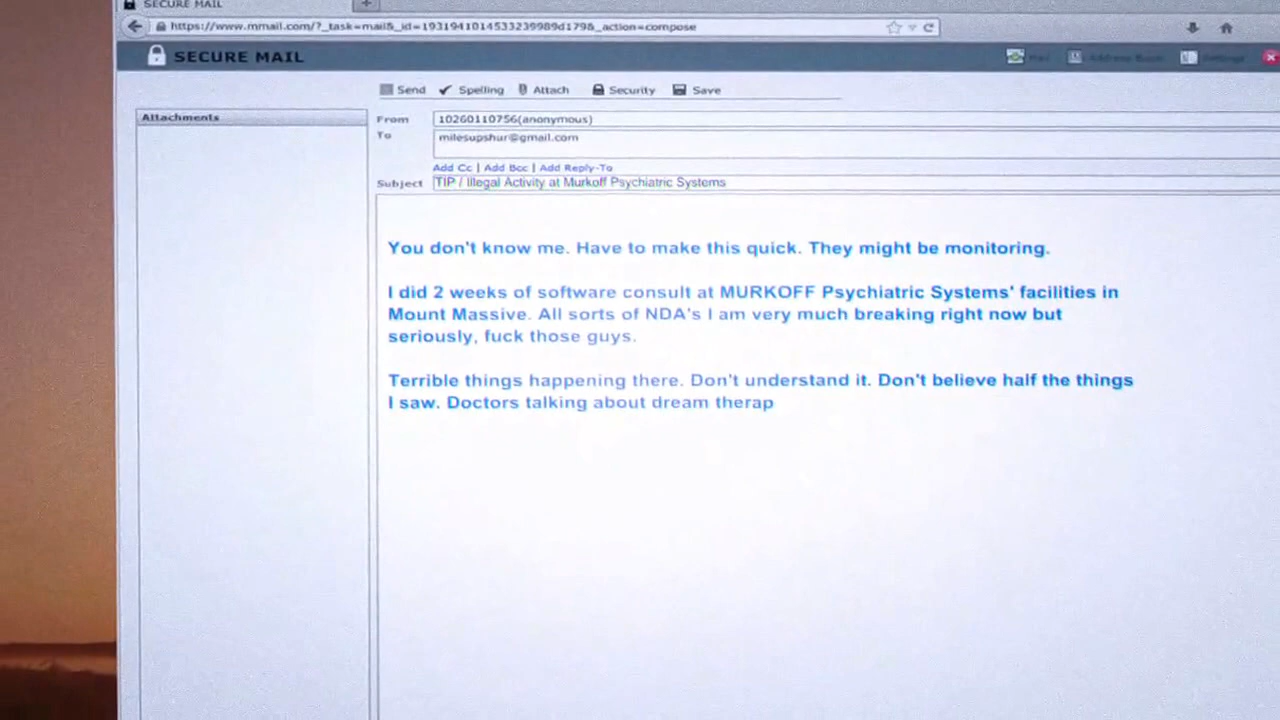 SECURE MAIL
https://www.mmail.com/?_task=mail&_id=1931941014533239989d179&_action=compose
SECURE MAIL
Send Spelling Attach Security Save
Attachments
From 10260110756(anonymous)
To milesupshur@gmail.com
Add Cc | Add Bcc | Add Reply-To
Subject TIP / Illegal Activity at Murkoff Psychiatric Systems
You don't know me. Have to make this quick. They might be monitoring.
I did 2 weeks of software consult at MURKOFF Psychiatric Systems' facilities in
Mount Massive. All sorts of NDA's I am very much breaking right now but
seriously, fuck those guys.
Terrible things happening there. Don't understand it. Don't believe half the things
I saw. Doctors talking about dream therap